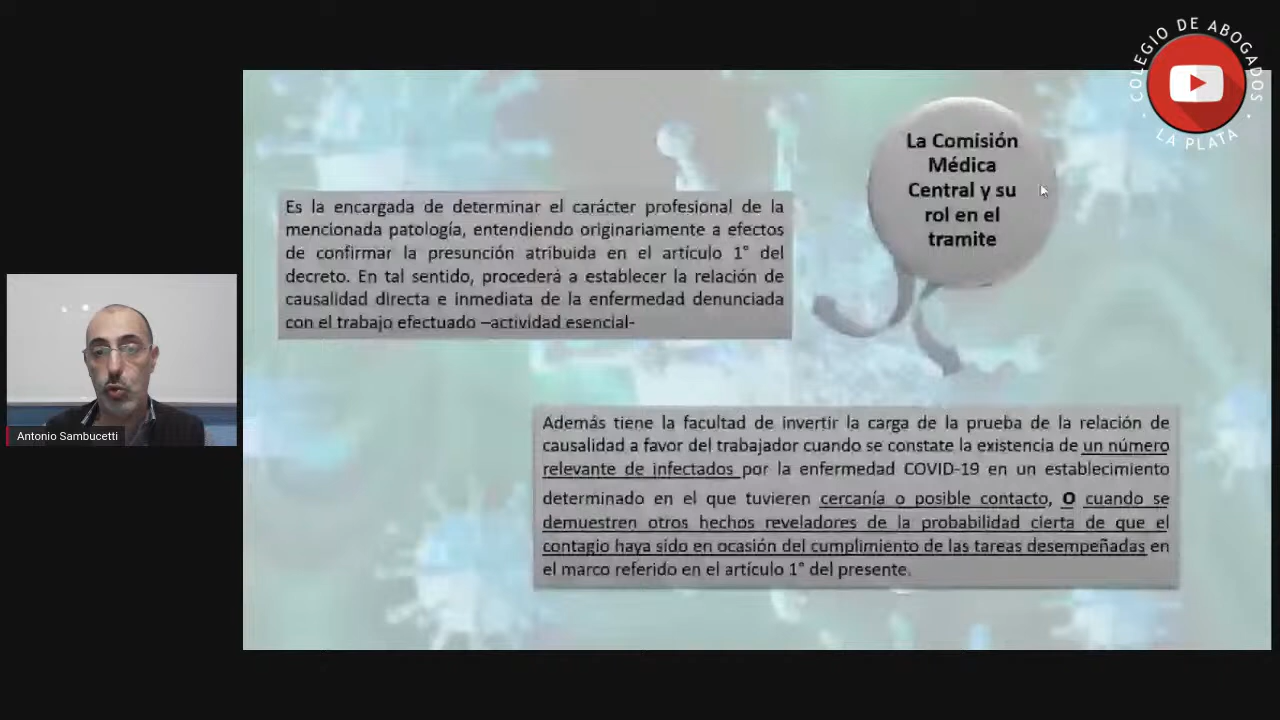 COLEGIO DE ABOGADOS
· LA PLATA ·
La Comisión
Médica
Central y su
rol en el
tramite
Es la encargada de determinar el carácter profesional de la
mencionada patología, entendiendo originariamente a efectos
de confirmar la presunción atribuida en el artículo 1° del
decreto. En tal sentido, procederá a establecer la relación de
causalidad directa e inmediata de la enfermedad denunciada
con el trabajo efectuado –actividad esencial-
Antonio Sambucetti
Además tiene la facultad de invertir la carga de la prueba de la relación de
causalidad a favor del trabajador cuando se constate la existencia de un número
relevante de infectados por la enfermedad COVID-19 en un establecimiento
determinado en el que tuvieren cercanía o posible contacto, O cuando se
demuestren otros hechos reveladores de la probabilidad cierta de que el
contagio haya sido en ocasión del cumplimiento de las tareas desempeñadas en
el marco referido en el artículo 1° del presente.